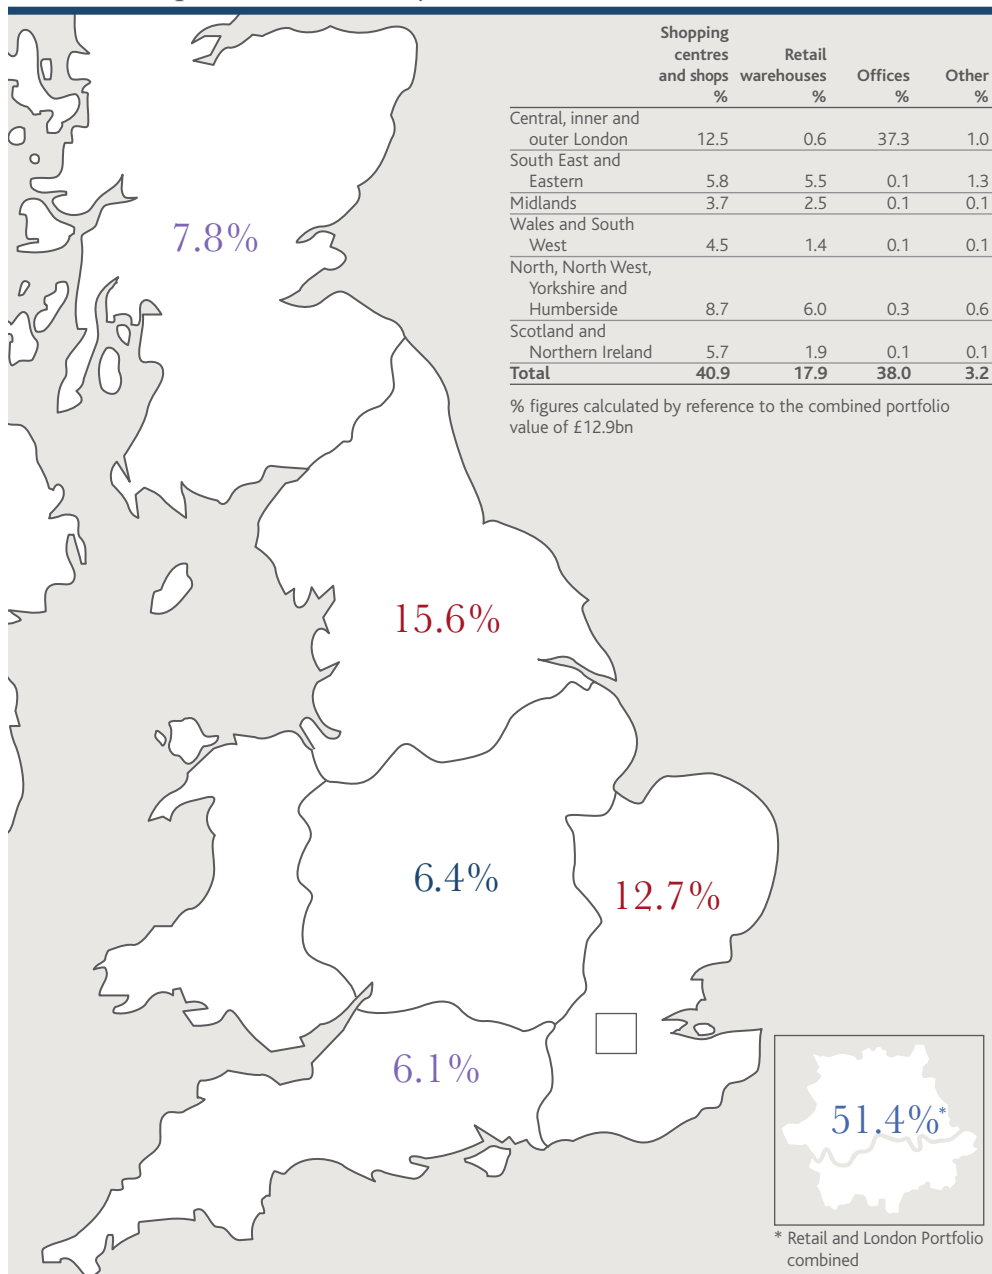 Shopping
centres Retail
and shops warehouses Offices Other
% % % %
Central, inner and
outer London 12.5 0.6 37.3 1.0
South East and
Eastern 5.8 5.5 0.1 1.3
Midlands 3.7 2.5 0.1 0.1
Wales and South
West 4.5 1.4 0.1 0.1
North, North West,
Yorkshire and
Humberside 8.7 6.0 0.3 0.6
Scotland and
Northern Ireland 5.7 1.9 0.1 0.1
Total 40.9 17.9 38.0 3.2
% figures calculated by reference to the combined portfolio
value of £12.9bn
7.8%
15.6%
6.4%
12.7%
6.1%
51.4%*
* Retail and London Portfolio
combined